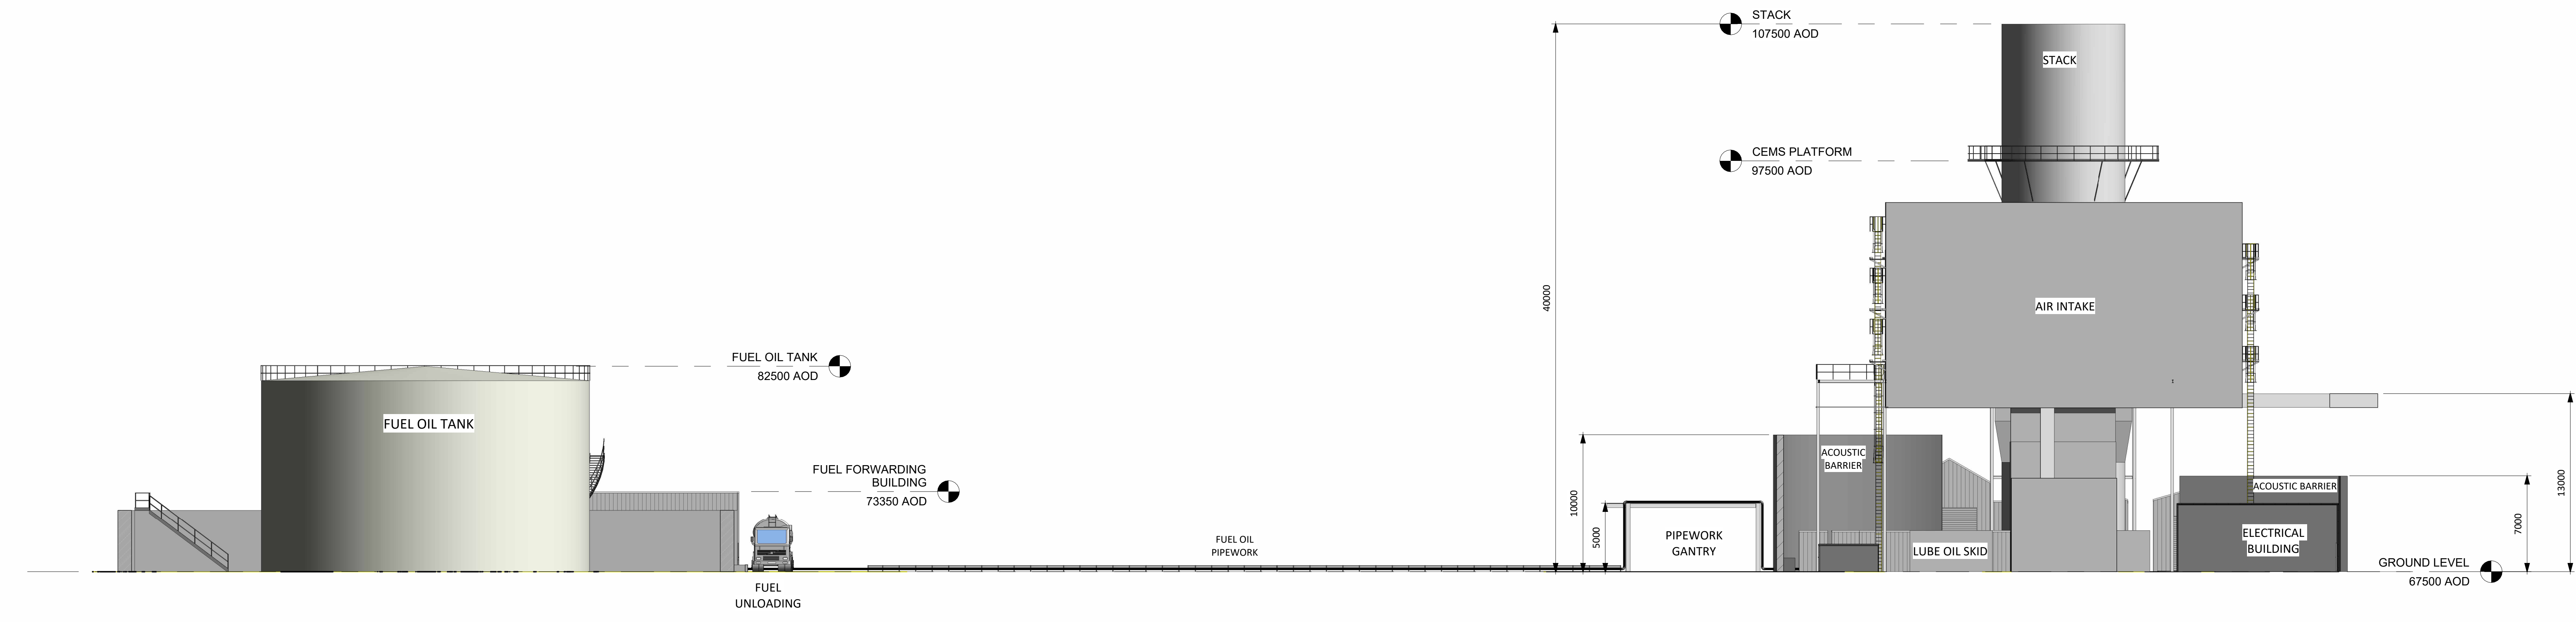 STACK
107500 AOD
STACK
CEMS PLATFORM
97500 AOD
40000
AIR INTAKE
FUEL OIL TANK
82500 AOD
FUEL OIL TANK
FUEL FORWARDING
BUILDING
73350 AOD
10000
5000
ACOUSTIC
BARRIER
ACOUSTIC BARRIER
13000
7000
FUEL OIL
PIPEWORK
PIPEWORK
GANTRY
LUBE OIL SKID
ELECTRICAL
BUILDING
GROUND LEVEL
67500 AOD
FUEL
UNLOADING